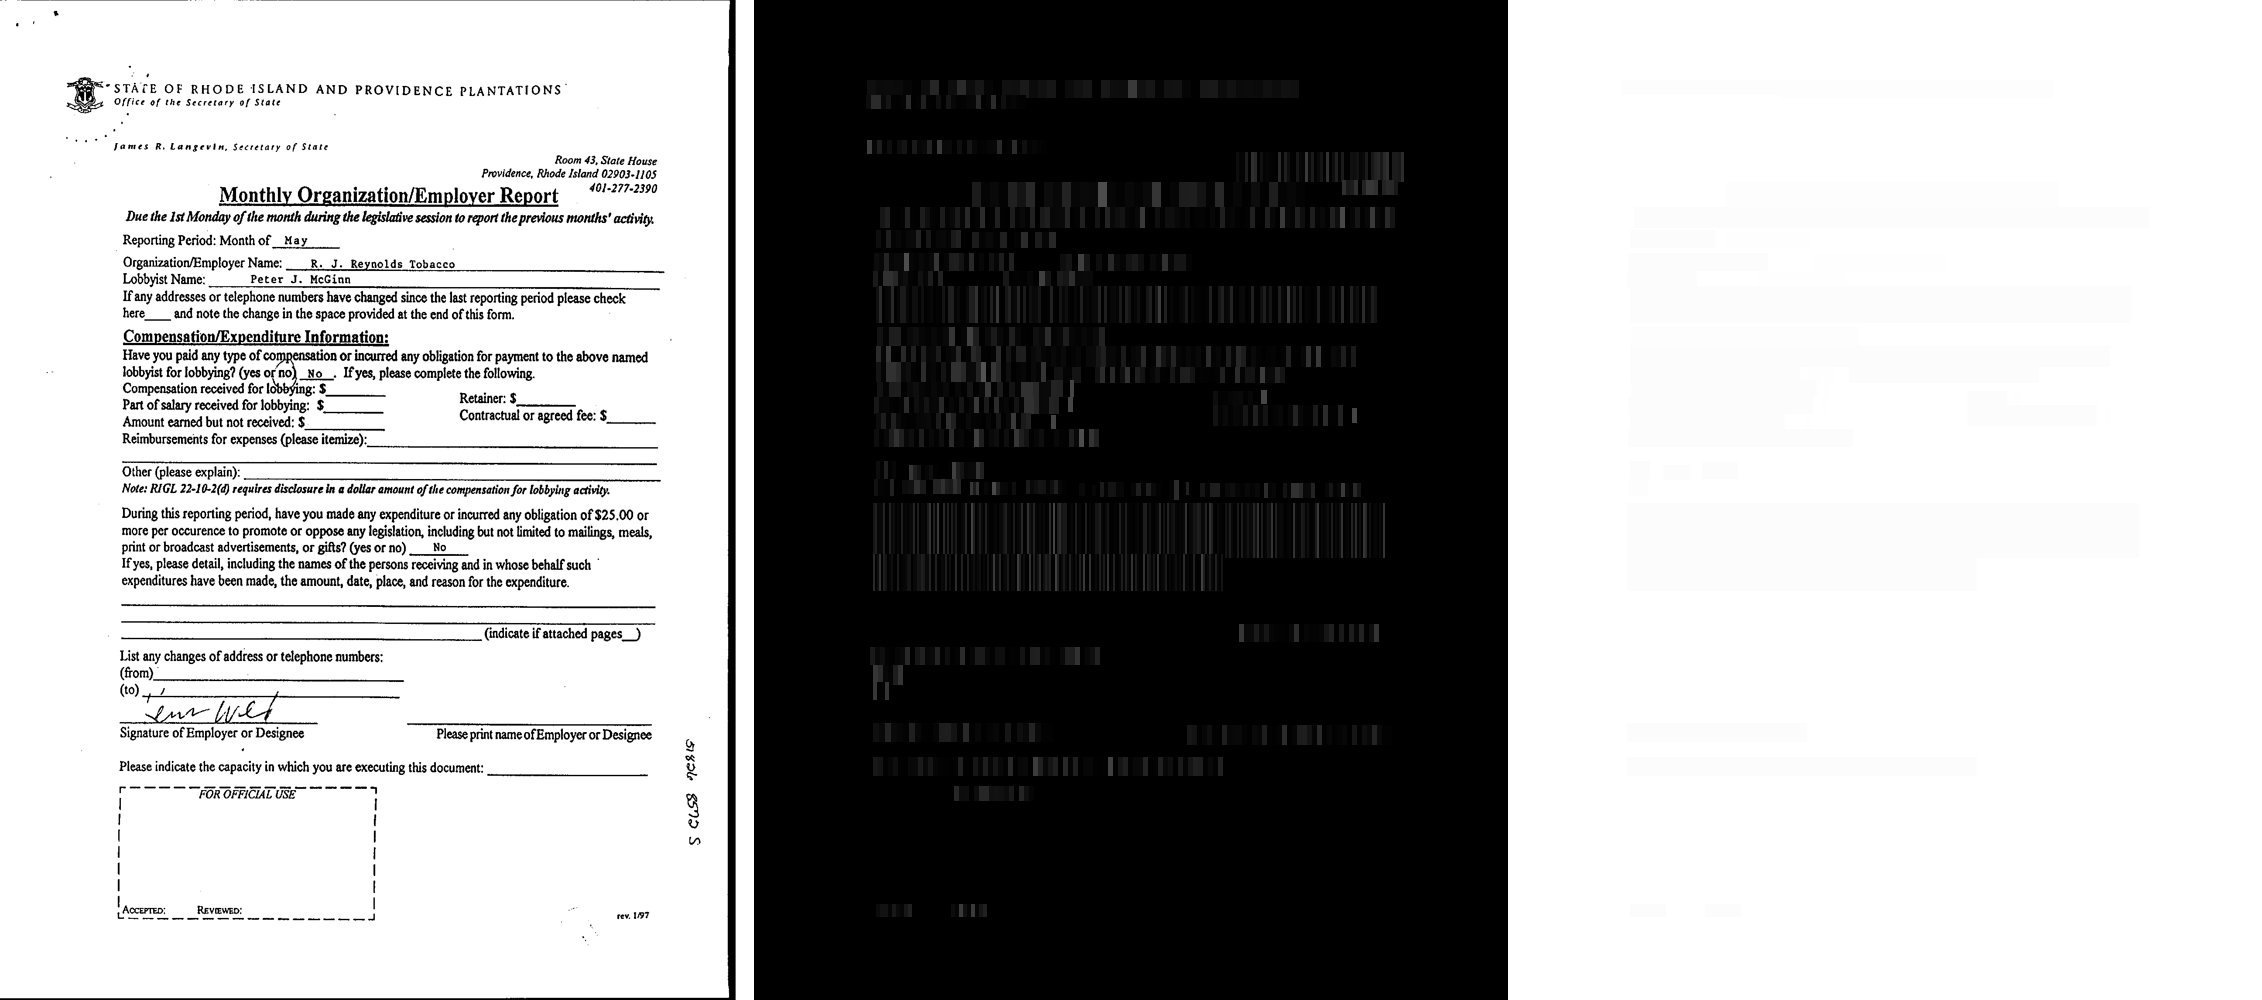 STATE OF RHODE ISLAND AND PROVIDENCE PLANTATIONS
Office of the Secretary of State
James R. Langevin, Secretary of State
Room 43, State House
Providence, Rhode Island 02903-1105
401-277-2390
Monthly Organization/Employer Report
Due the 1st Monday of the month during the legislative session to report the previous months' activity.
Reporting Period: Month of May
Organization/Employer Name: R. J. Reynolds Tobacco
Lobbyist Name: Peter J. McGinn
If any addresses or telephone numbers have changed since the last reporting period please check
here____ and note the change in the space provided at the end of this form.
Compensation/Expenditure Information:
Have you paid any type of compensation or incurred any obligation for payment to the above named
lobbyist for lobbying? (yes or no) No . If yes, please complete the following.
Compensation received for lobbying: $
Part of salary received for lobbying: $
Retainer: $
Amount earned but not received: $
Contractual or agreed fee: $
Reimbursements for expenses (please itemize):
Other (please explain):
Note: RIGL 22-10-2(d) requires disclosure in a dollar amount of the compensation for lobbying activity.
During this reporting period, have you made any expenditure or incurred any obligation of $25.00 or
more per occurence to promote or oppose any legislation, including but not limited to mailings, meals,
print or broadcast advertisements, or gifts? (yes or no) No
If yes, please detail, including the names of the persons receiving and in whose behalf such
expenditures have been made, the amount, date, place, and reason for the expenditure.
(indicate if attached pages__)
List any changes of address or telephone numbers:
(from)
(to)
Signature of Employer or Designee
Please print name of Employer or Designee
Please indicate the capacity in which you are executing this document:
FOR OFFICIAL USE
ACCEPTED: REVIEWED:
rev. 1/97
51826 8572 S